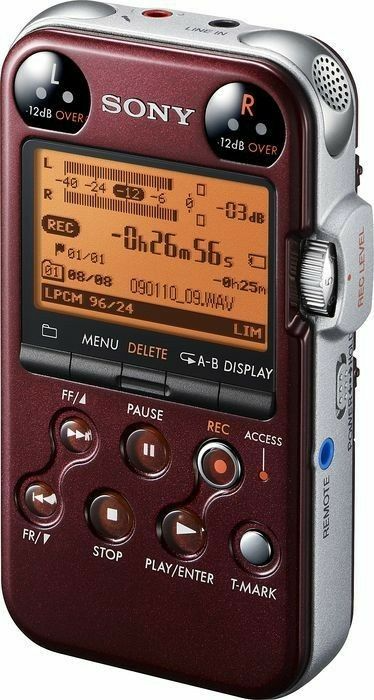 LINE IN
L
-12dB OVER
SONY
R
-12dB OVER
L
-40 -24 -12 -6 0 -03dB
R
REC
-0h26m56s
01/01
-0h25m
01 08/08 090110_09.WAV
LPCM 96/24 LIM
5
REC LEVEL
MENU DELETE A-B DISPLAY
FF/▲
PAUSE
REC
ACCESS
FR/▼
STOP
PLAY/ENTER
T-MARK
REMOTE